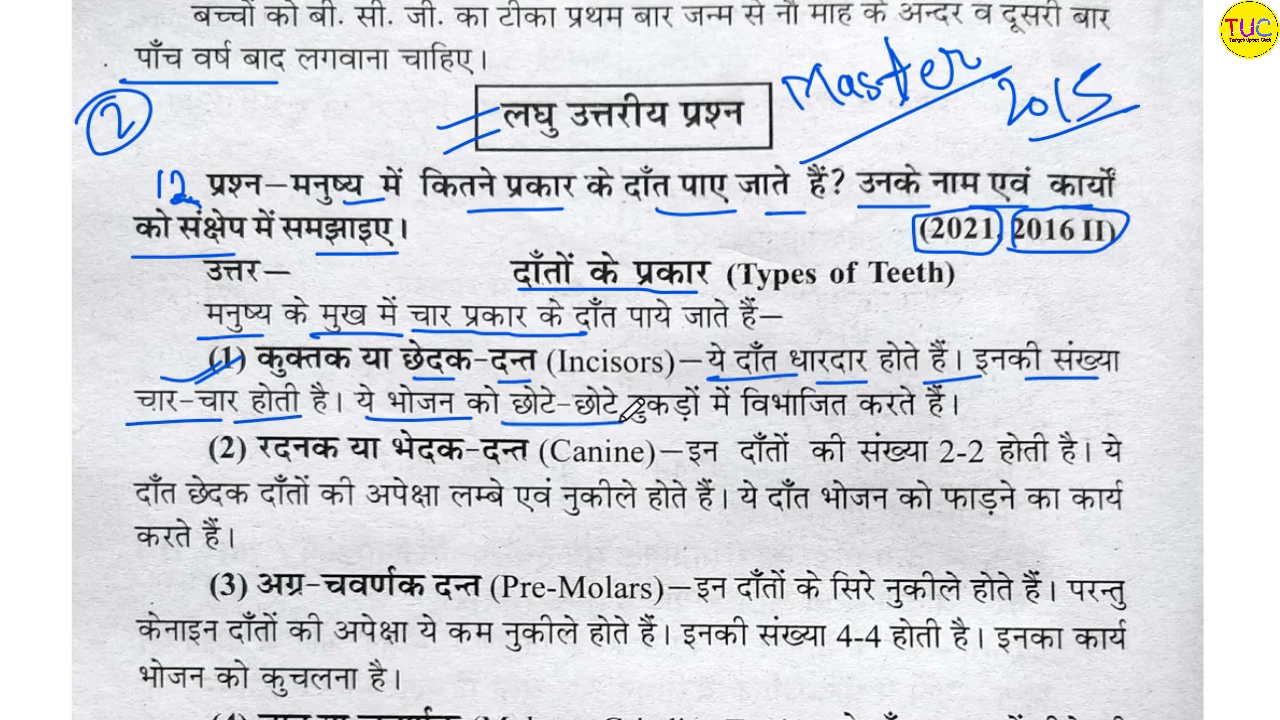 बच्चों को बी. सी. जी. का टीका प्रथम बार जन्म से नौ माह के अन्दर व दूसरी बार
TUC
पाँच वर्ष बाद लगवाना चाहिए।
Master
2015
2
लघु उत्तरीय प्रश्न
12 प्रश्न–मनुष्य में कितने प्रकार के दाँत पाए जाते हैं? उनके नाम एवं कार्यों
को संक्षेप में समझाइए। (2021, 2016 II)
उत्तर– दाँतों के प्रकार (Types of Teeth)
मनुष्य के मुख में चार प्रकार के दाँत पाये जाते हैं–
(1) कुक्तक या छेदक-दन्त (Incisors)–ये दाँत धारदार होते हैं। इनकी संख्या
चार-चार होती है। ये भोजन को छोटे-छोटे टुकड़ों में विभाजित करते हैं।
(2) रदनक या भेदक-दन्त (Canine)–इन दाँतों की संख्या 2-2 होती है। ये
दाँत छेदक दाँतों की अपेक्षा लम्बे एवं नुकीले होते हैं। ये दाँत भोजन को फाड़ने का कार्य
करते हैं।
(3) अग्र-चवर्णक दन्त (Pre-Molars)–इन दाँतों के सिरे नुकीले होते हैं। परन्तु
केनाइन दाँतों की अपेक्षा ये कम नुकीले होते हैं। इनकी संख्या 4-4 होती है। इनका कार्य
भोजन को कुचलना है।